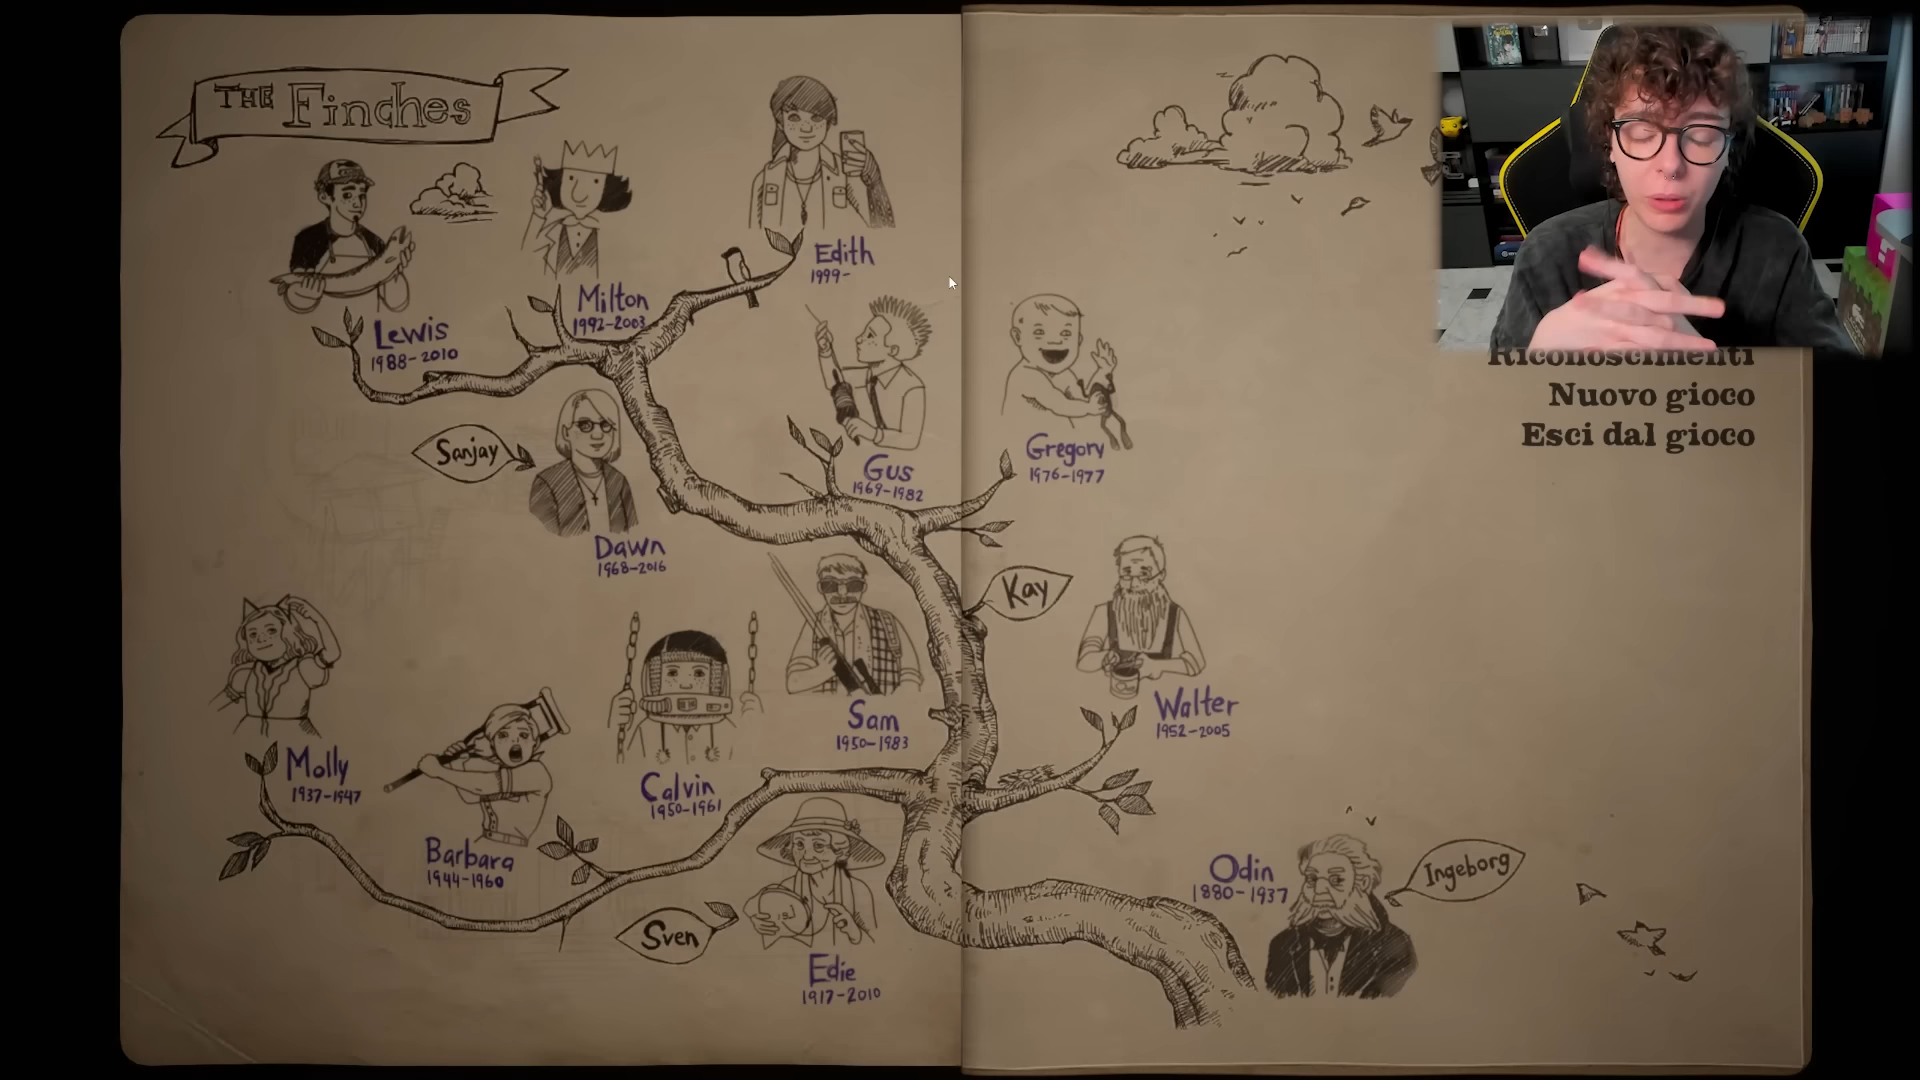 THE Finches
Edith
1999-
Milton
1992-2003
Lewis
1988-2010
Riconoscimenti
Nuovo gioco
Esci dal gioco
Gregory
1976-1977
Gus
1969-1982
Sanjay
Dawn
1968-2016
Kay
Walter
1952-2005
Sam
1950-1983
Calvin
1950-1961
Molly
1937-1947
Barbara
1944-1960
Odin
1880-1937
Ingeborg
Sven
Edie
1917-2010